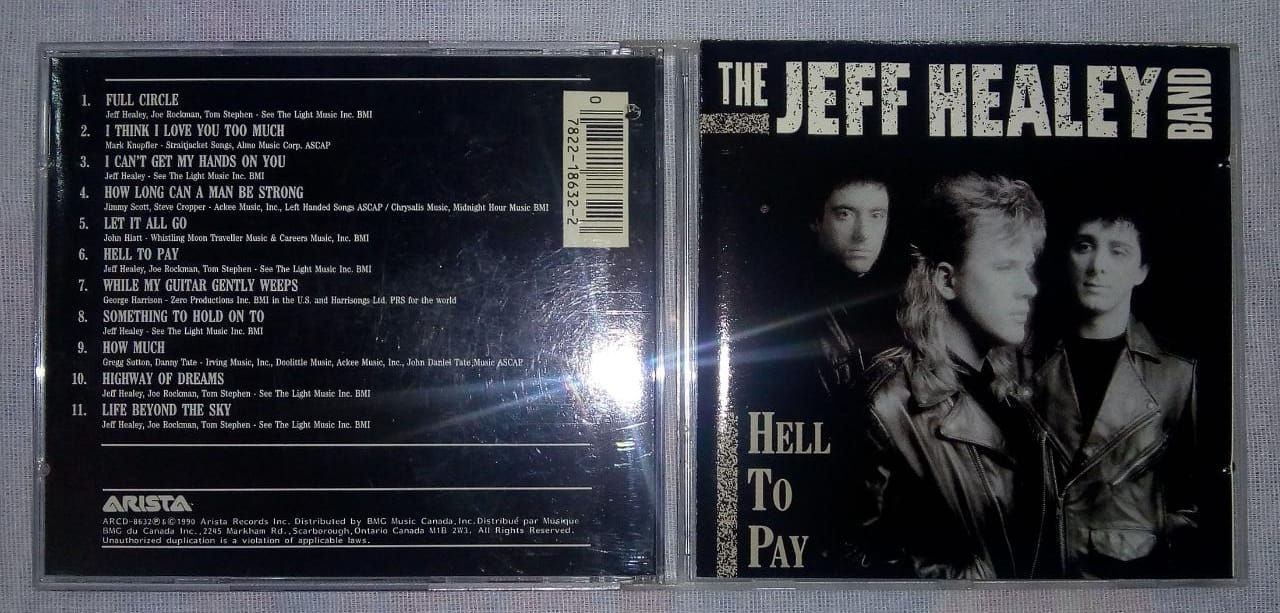 1. FULL CIRCLE
Jeff Healey, Joe Rockman, Tom Stephen - See The Light Music Inc. BMI
2. I THINK I LOVE YOU TOO MUCH
Mark Knopfler - Straitjacket Songs, Almo Music Corp. ASCAP
3. I CAN'T GET MY HANDS ON YOU
Jeff Healey - See The Light Music Inc. BMI
4. HOW LONG CAN A MAN BE STRONG
Jimmy Scott, Steve Cropper - Ackee Music, Inc., Left Handed Songs ASCAP / Chrysalis Music, Midnight Hour Music BMI
5. LET IT ALL GO
John Hiatt - Whistling Moon Traveller Music & Careers Music, Inc. BMI
6. HELL TO PAY
Jeff Healey, Joe Rockman, Tom Stephen - See The Light Music Inc. BMI
7. WHILE MY GUITAR GENTLY WEEPS
George Harrison - Zero Productions Inc. BMI in the U.S. and Harrisongs Ltd. PRS for the world
8. SOMETHING TO HOLD ON TO
Jeff Healey - See The Light Music Inc. BMI
9. HOW MUCH
Gregg Sutton, Danny Tate - Irving Music, Inc., Doolittle Music, Ackee Music, Inc., John Daniel Tate Music ASCAP
10. HIGHWAY OF DREAMS
Jeff Healey, Joe Rockman, Tom Stephen - See The Light Music Inc. BMI
11. LIFE BEYOND THE SKY
Jeff Healey, Joe Rockman, Tom Stephen - See The Light Music Inc. BMI
0 7822-18632-2
ARISTA
ARCD-8632 ℗&© 1990 Arista Records Inc. Distributed by BMG Music Canada, Inc. Distribué par Musique
BMG du Canada Inc., 2245 Markham Rd., Scarborough, Ontario Canada M1B 2W3. All Rights Reserved.
Unauthorized duplication is a violation of applicable laws.
THE JEFF HEALEY BAND
HELL
TO
PAY